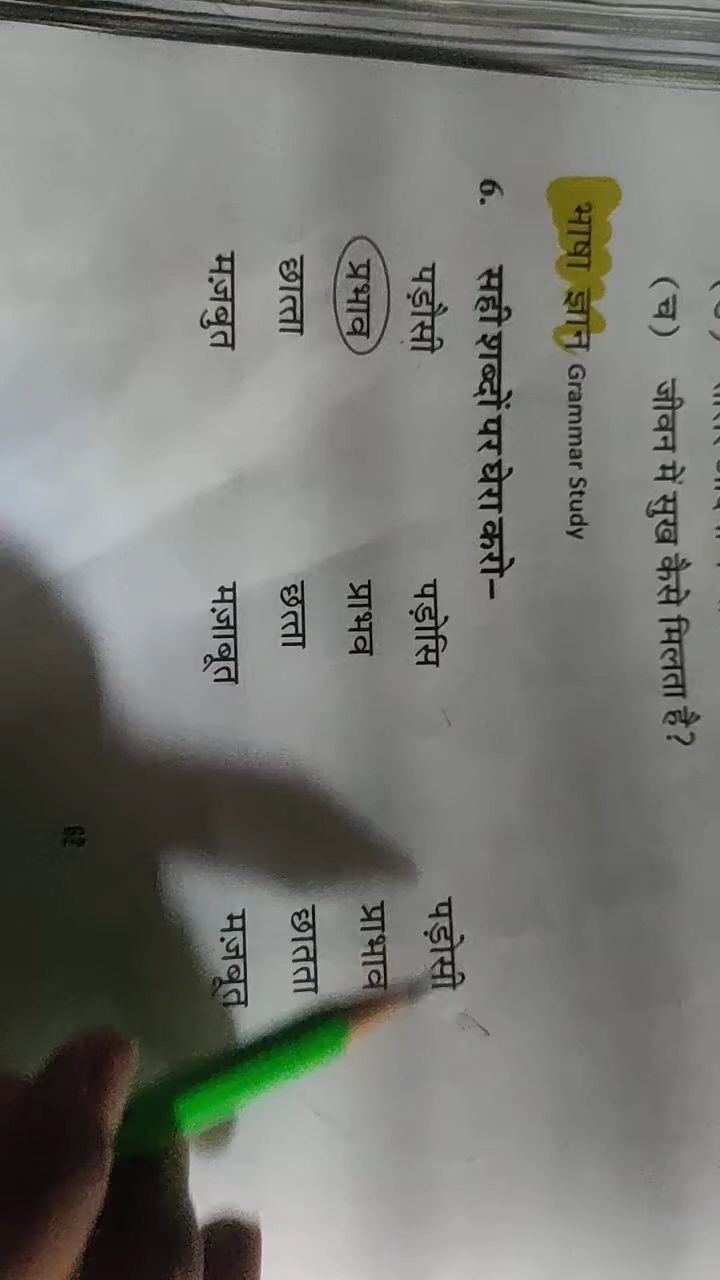 (च) जीवन में सुख कैसे मिलता है?
भाषा ज्ञान Grammar Study
6. सही शब्दों पर घेरा करो–
पड़ौसी पड़ोसि पड़ोसी
प्रभाव प्राभव प्राभाव
छाता छता छातता
मज़बुत मज़ाबूत मज़बूत
62